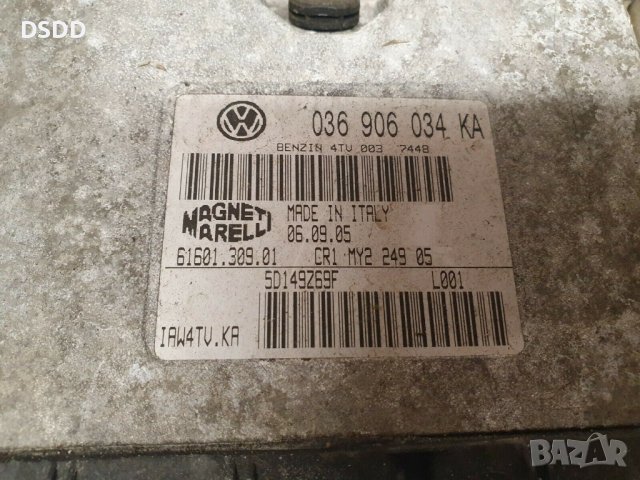 DSDD
036 906 034 KA
BENZIN 4TV 003 7448
MAGNETI MARELLI
MADE IN ITALY
06.09.05
61601.309.01 CR1 MY2 249 05
5D149Z69F L001
IAW4TV.KA
BAZAR